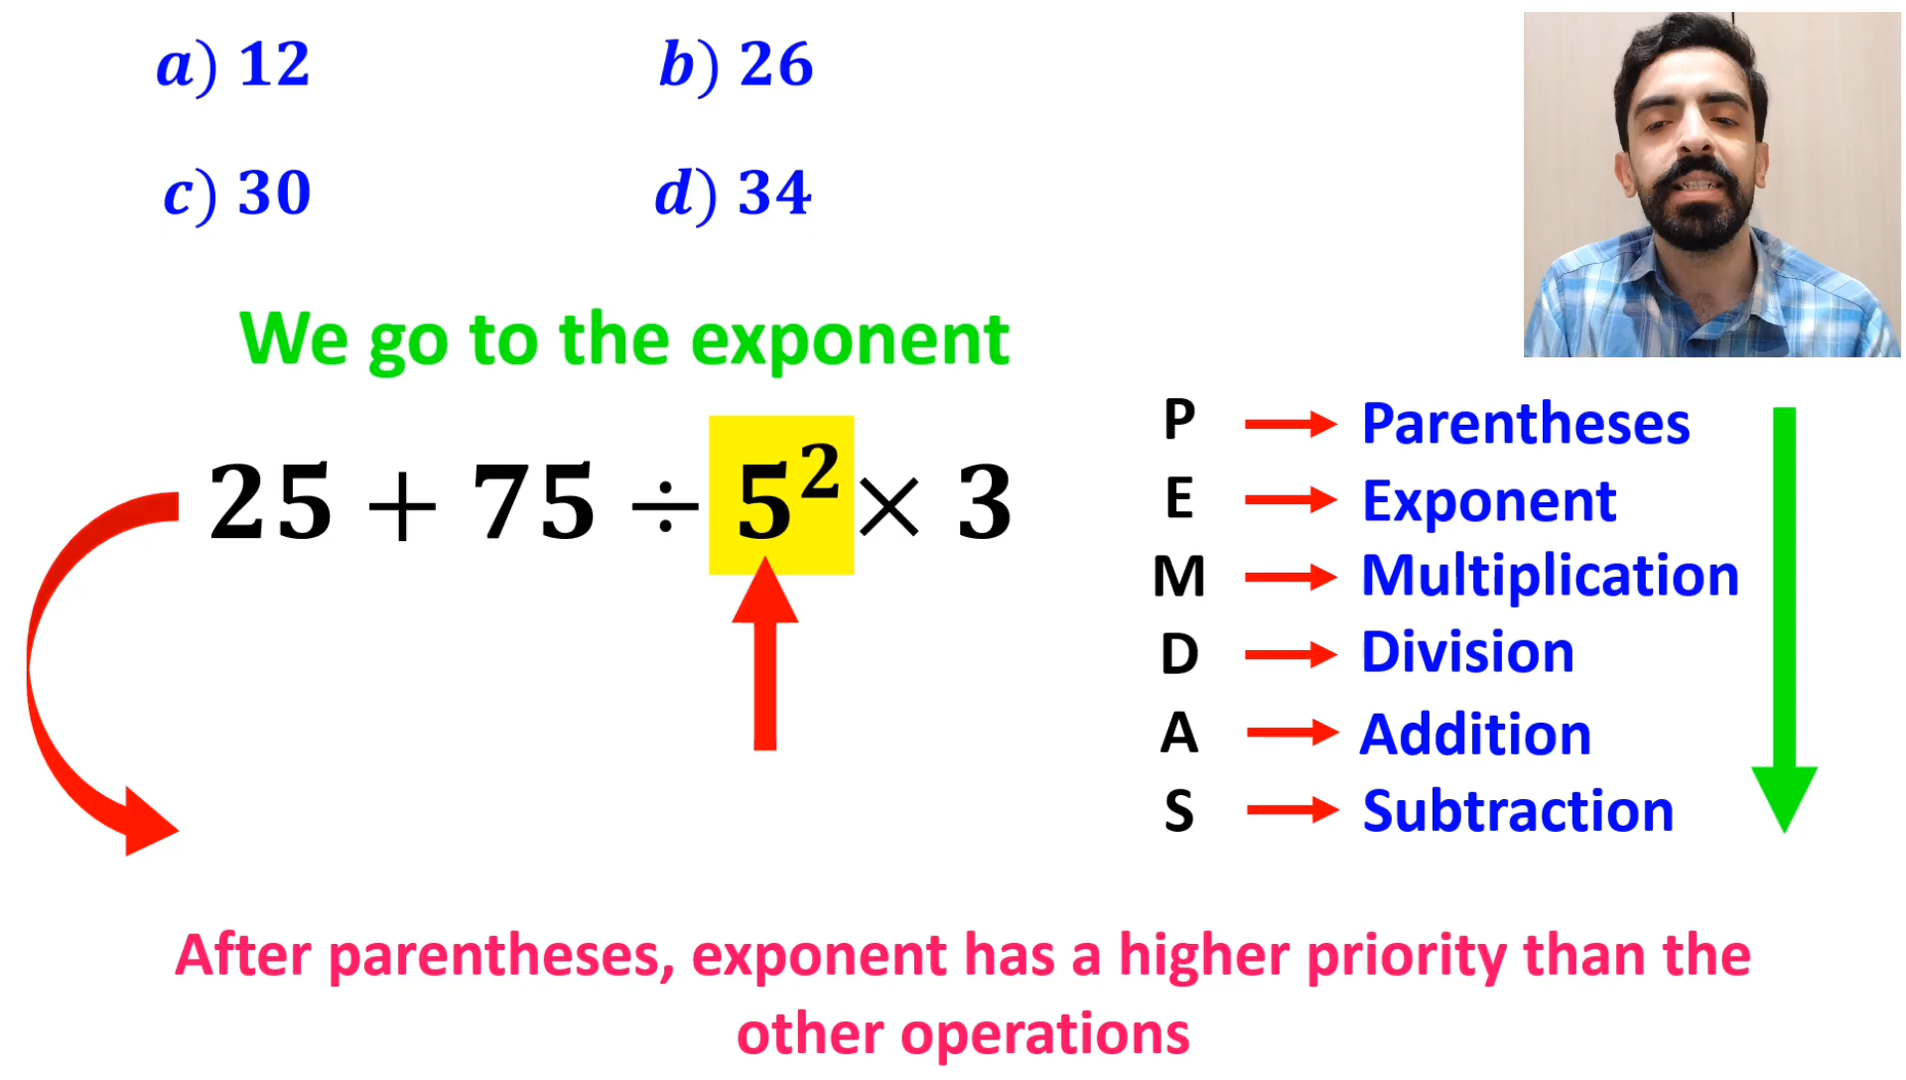 a) 12
b) 26
c) 30
d) 34
We go to the exponent
25 + 75 ÷ 5² × 3
P Parentheses
E Exponent
M Multiplication
D Division
A Addition
S Subtraction
After parentheses, exponent has a higher priority than the
other operations